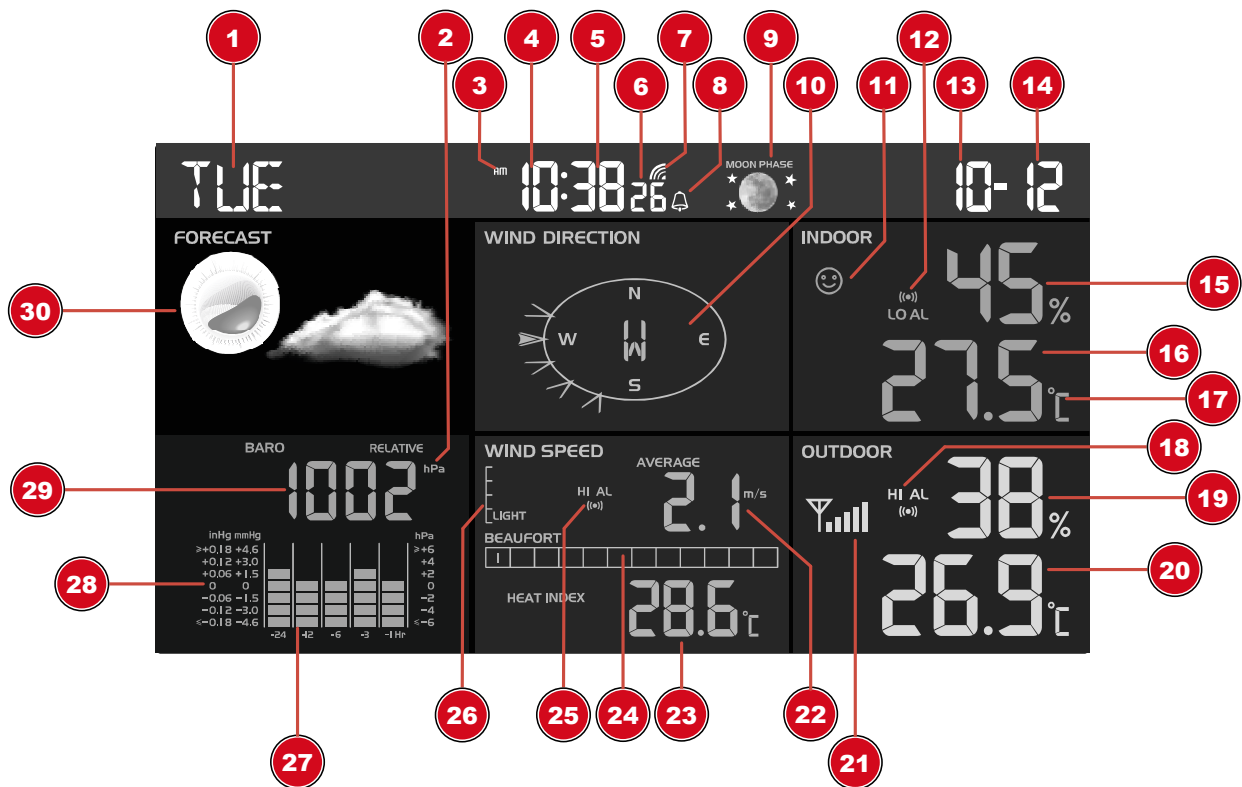 1 2 3 4 5 6 7 8 9 10 11 12 13 14
TUE
AM 10:38 26
MOON PHASE
10-12
FORECAST
30
WIND DIRECTION
N
W W E
S
INDOOR
LO AL
45 %
15
27.5 °C
16
17
BARO RELATIVE
1002 hPa
29
inHg mmHg hPa
≥+0.18 +4.6 ≥+6
+0.12 +3.0 +4
+0.06 +1.5 +2
0 0 0
-0.06 -1.5 -2
-0.12 -3.0 -4
≤-0.18 -4.6 ≤-6
-24 -12 -6 -3 -1 Hr
28
WIND SPEED
AVERAGE
HI AL
2.1 m/s
LIGHT
BEAUFORT
1
HEAT INDEX
28.6 °C
OUTDOOR
HI AL
38 %
18
19
26.9 °C
20
26 25 24 23 22
27 21